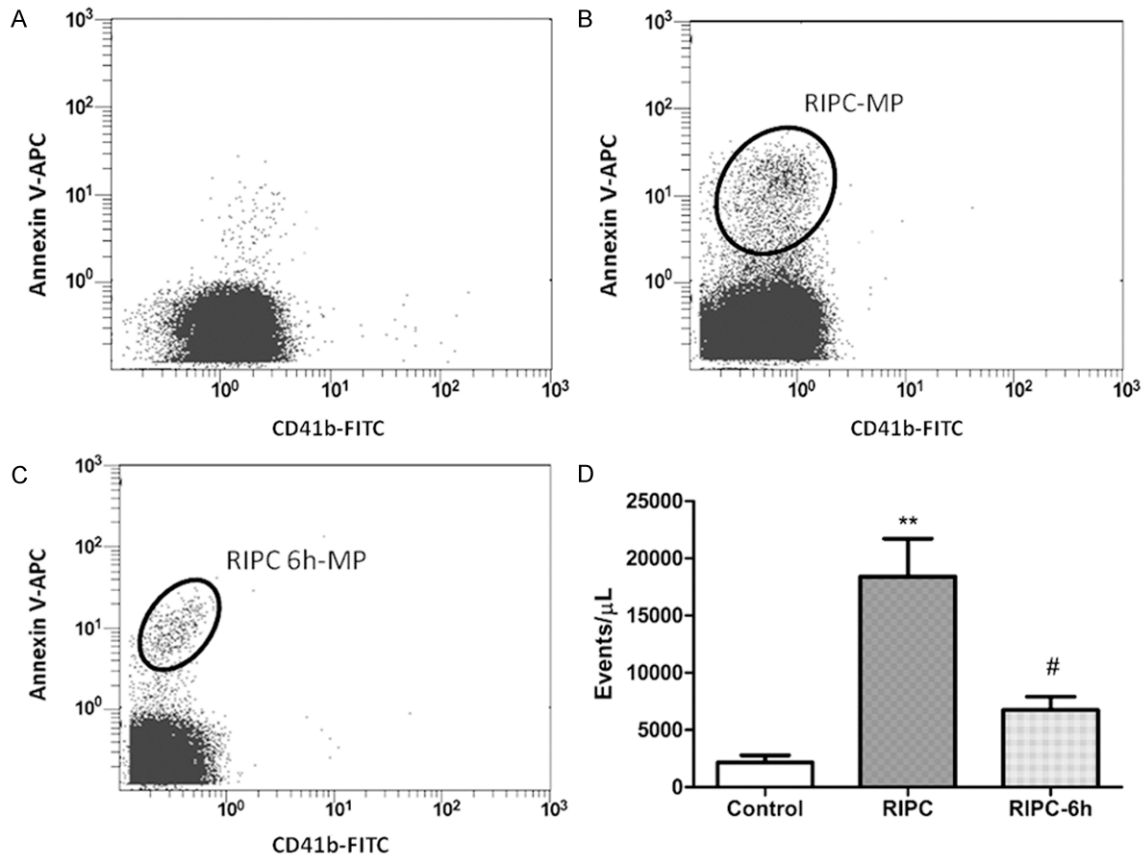 A
10³
10²
10¹
10⁰
Annexin V-APC
10⁰
10¹
10²
10³
CD41b-FITC
B
10³
10²
10¹
10⁰
Annexin V-APC
RIPC-MP
10⁰
10¹
10²
10³
CD41b-FITC
C
10³
10²
10¹
10⁰
Annexin V-APC
RIPC 6h-MP
10⁰
10¹
10²
10³
CD41b-FITC
D
25000
20000
15000
10000
5000
0
Events/μL
**
#
Control
RIPC
RIPC-6h